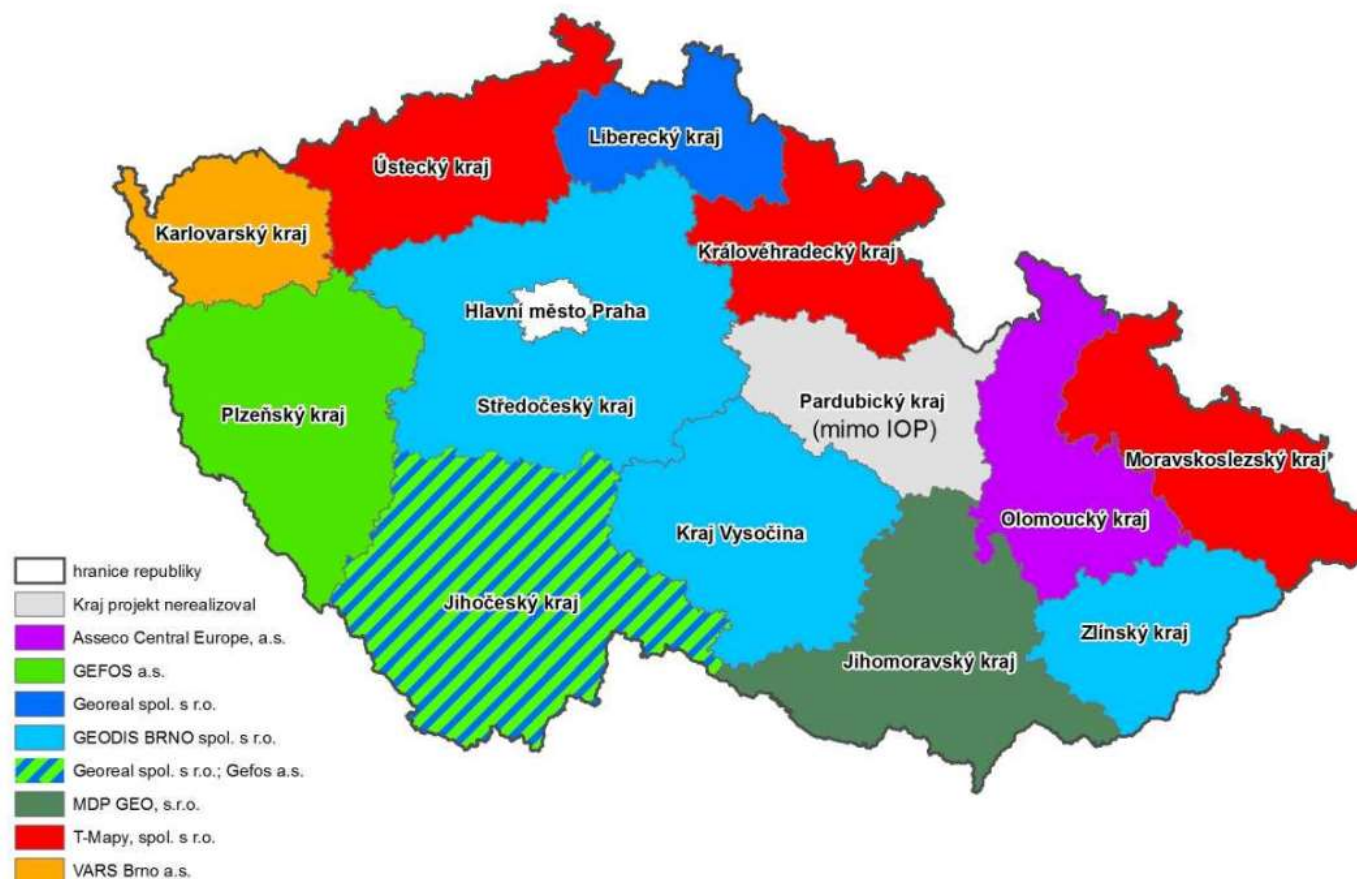 Ústecký kraj
Liberecký kraj
Karlovarský kraj
Královéhradecký kraj
Hlavní město Praha
Plzeňský kraj
Středočeský kraj
Pardubický kraj
(mimo IOP)
Moravskoslezský kraj
Olomoucký kraj
Kraj Vysočina
Jihočeský kraj
Zlínský kraj
Jihomoravský kraj
hranice republiky
Kraj projekt nerealizoval
Asseco Central Europe, a.s.
GEFOS a.s.
Georeal spol. s r.o.
GEODIS BRNO spol. s r.o.
Georeal spol. s r.o.; Gefos a.s.
MDP GEO, s.r.o.
T-Mapy, spol. s r.o.
VARS Brno a.s.